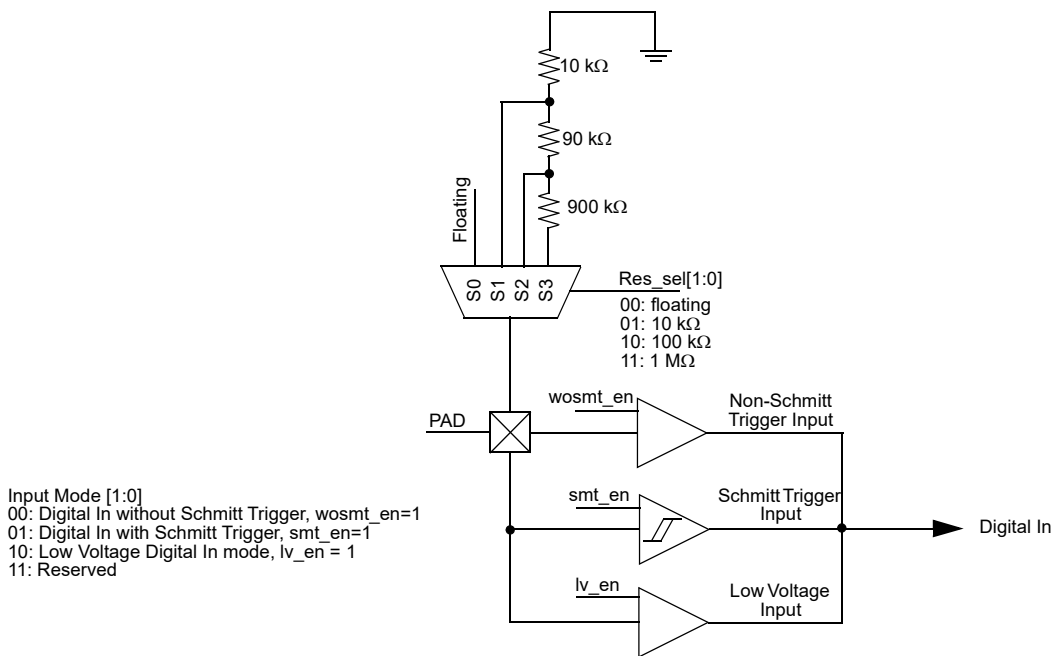 10 kΩ
90 kΩ
900 kΩ
Floating
S0
S1
S2
S3
Res_sel[1:0]
00: floating
01: 10 kΩ
10: 100 kΩ
11: 1 MΩ
wosmt_en
Non-Schmitt
Trigger Input
PAD
Input Mode [1:0]
00: Digital In without Schmitt Trigger, wosmt_en=1
01: Digital In with Schmitt Trigger, smt_en=1
10: Low Voltage Digital In mode, lv_en = 1
11: Reserved
smt_en
Schmitt Trigger
Input
Digital In
lv_en
Low Voltage
Input